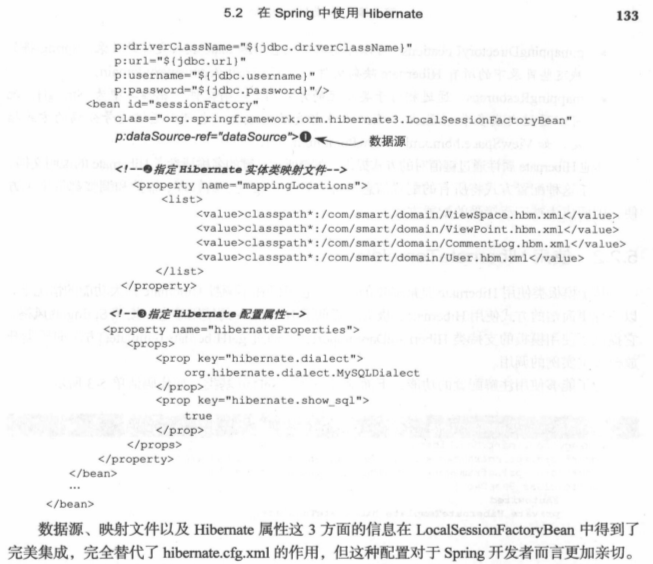 5.2 在 Spring 中使用 Hibernate 133
p:driverClassName="${jdbc.driverClassName}"
p:url="${jdbc.url}"
p:username="${jdbc.username}"
p:password="${jdbc.password}"/>
<bean id="sessionFactory"
class="org.springframework.orm.hibernate3.LocalSessionFactoryBean"
p:dataSource-ref="dataSource">❶ 数据源
<!--❷指定 Hibernate 实体类映射文件-->
<property name="mappingLocations">
<list>
<value>classpath*:/com/smart/domain/ViewSpace.hbm.xml</value>
<value>classpath*:/com/smart/domain/ViewPoint.hbm.xml</value>
<value>classpath*:/com/smart/domain/CommentLog.hbm.xml</value>
<value>classpath*:/com/smart/domain/User.hbm.xml</value>
</list>
</property>
<!--❸指定 Hibernate 配置属性-->
<property name="hibernateProperties">
<props>
<prop key="hibernate.dialect">
org.hibernate.dialect.MySQLDialect
</prop>
<prop key="hibernate.show_sql">
true
</prop>
</props>
</property>
</bean>
…
</bean>
数据源、映射文件以及 Hibernate 属性这 3 方面的信息在 LocalSessionFactoryBean 中得到了
完美集成，完全替代了 hibernate.cfg.xml 的作用，但这种配置对于 Spring 开发者而言更加亲切。